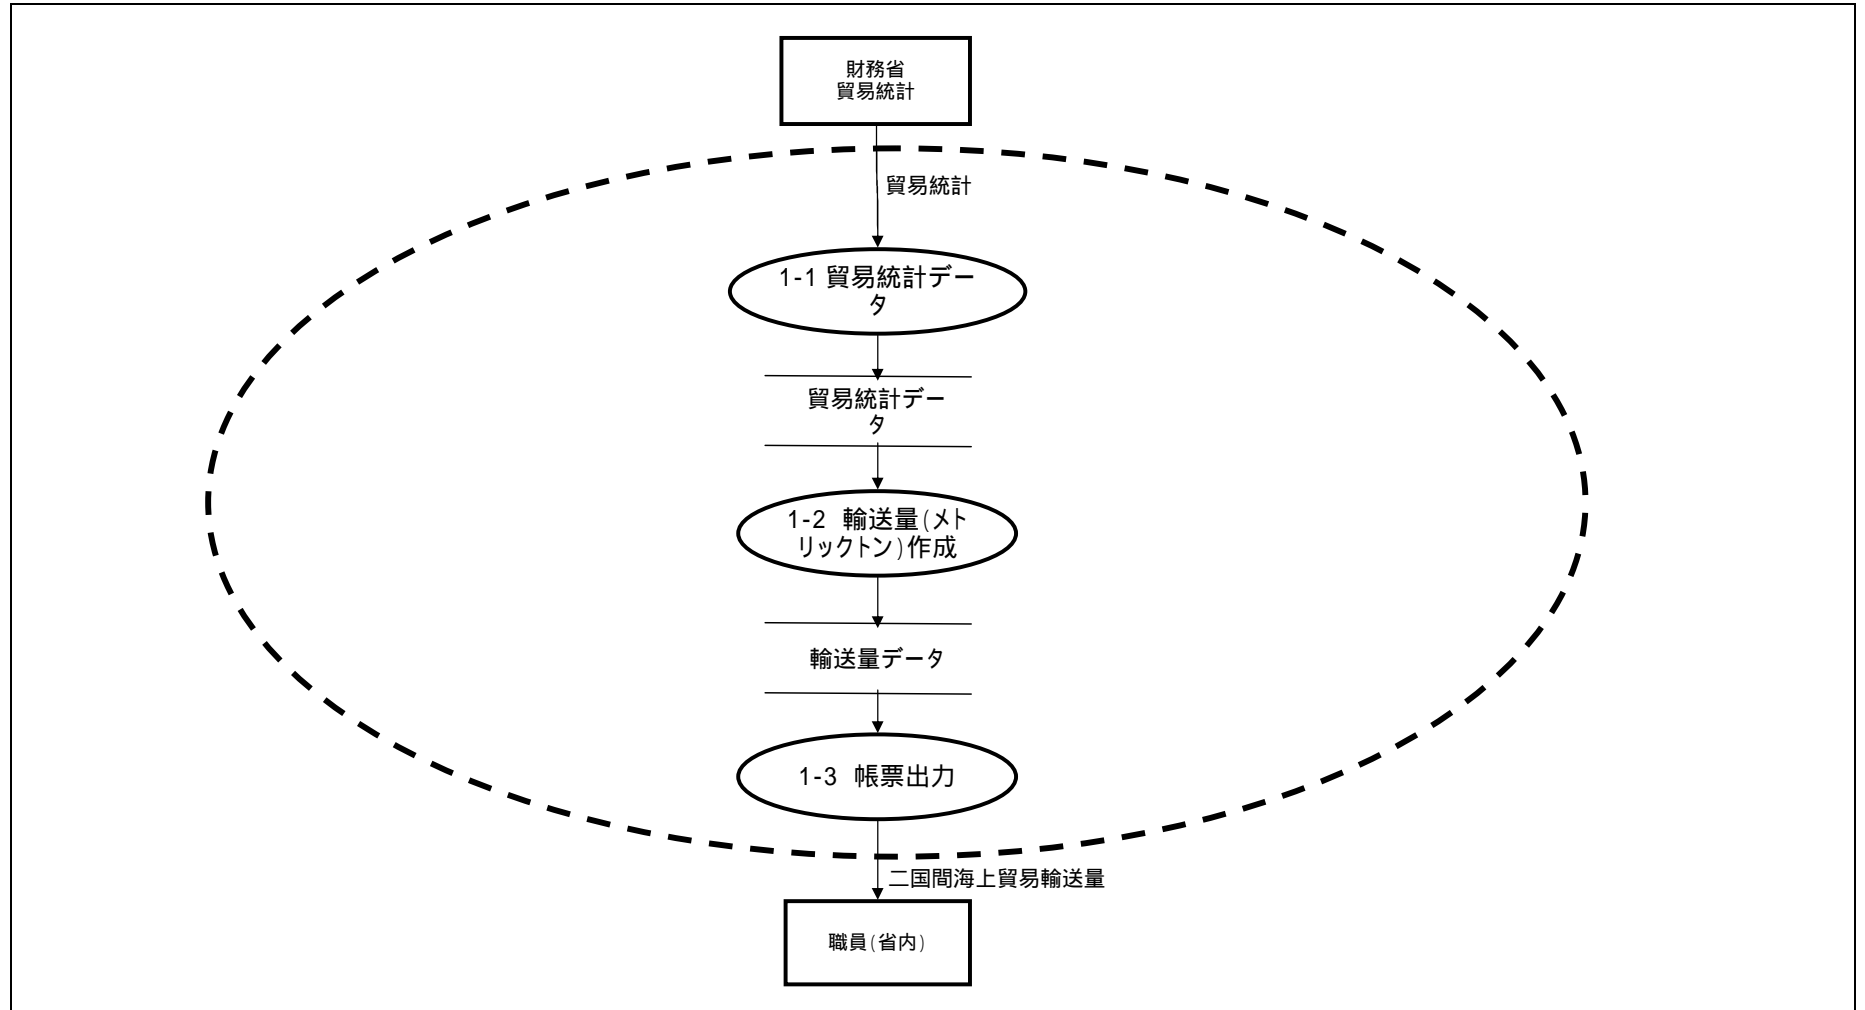 財務省
貿易統計
貿易統計
1-1 貿易統計デー
タ
貿易統計デー
タ
1-2 輸送量(メト
リックトン)作成
輸送量データ
1-3 帳票出力
二国間海上貿易輸送量
職員(省内)